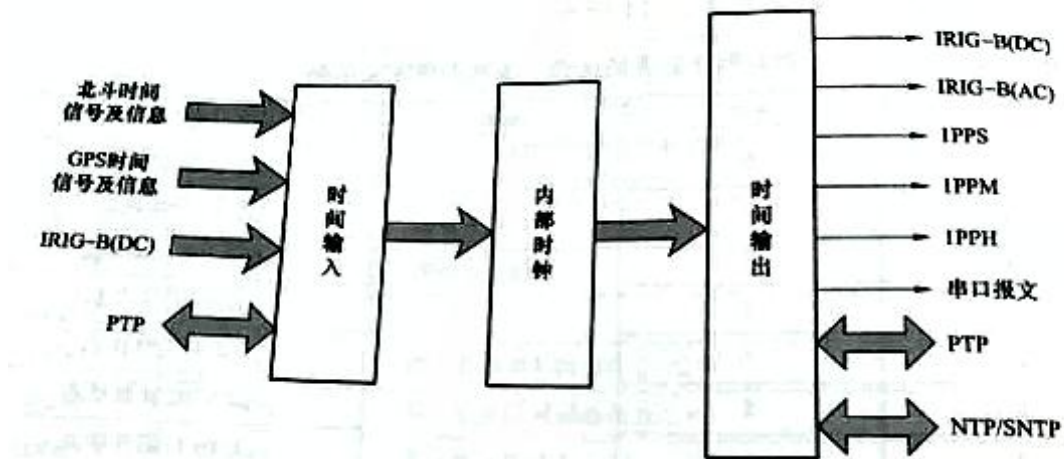 北斗时间
信号及信息
GPS时间
信号及信息
IRIG-B(DC)
PTP
时间输入
内部时钟
时间输出
IRIG-B(DC)
IRIG-B(AC)
1PPS
1PPM
1PPH
串口报文
PTP
NTP/SNTP